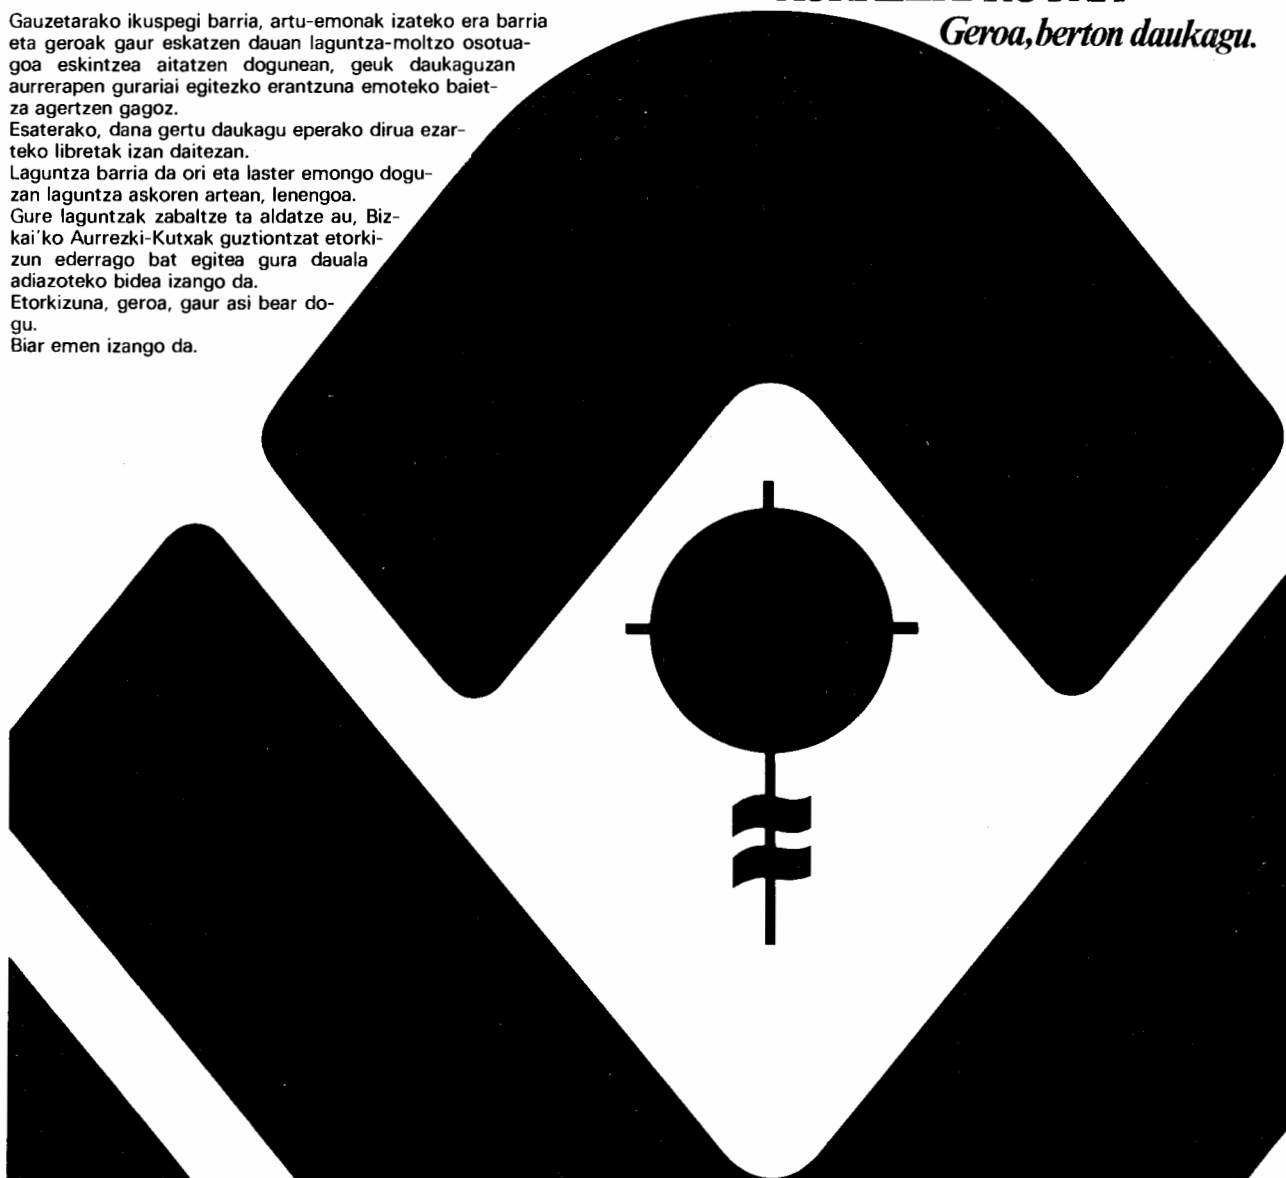 Gauzetarako ikuspegi barria, artu-emonak izateko era barria
eta geroak gaur eskatzen dauan laguntza-moltzo osotua-
goa eskintzea aitatzen dogunean, geuk daukaguzan
aurrerapen gurariai egitezko erantzuna emoteko baiet-
za agertzen gagoz.
Esaterako, dana gertu daukagu eperako dirua ezar-
teko libretak izan daitezan.
Laguntza barria da ori eta laster emongo dogu-
zan laguntza askoren artean, lenengoa.
Gure laguntzak zabaltze ta aldatze au, Biz-
kai'ko Aurrezki-Kutxak guztiontzat etorki-
zun ederrago bat egitea gura dauala
adiazoteko bidea izango da.
Etorkizuna, geroa, gaur asi bear do-
gu.
Biar emen izango da.
Geroa, berton daukagu.